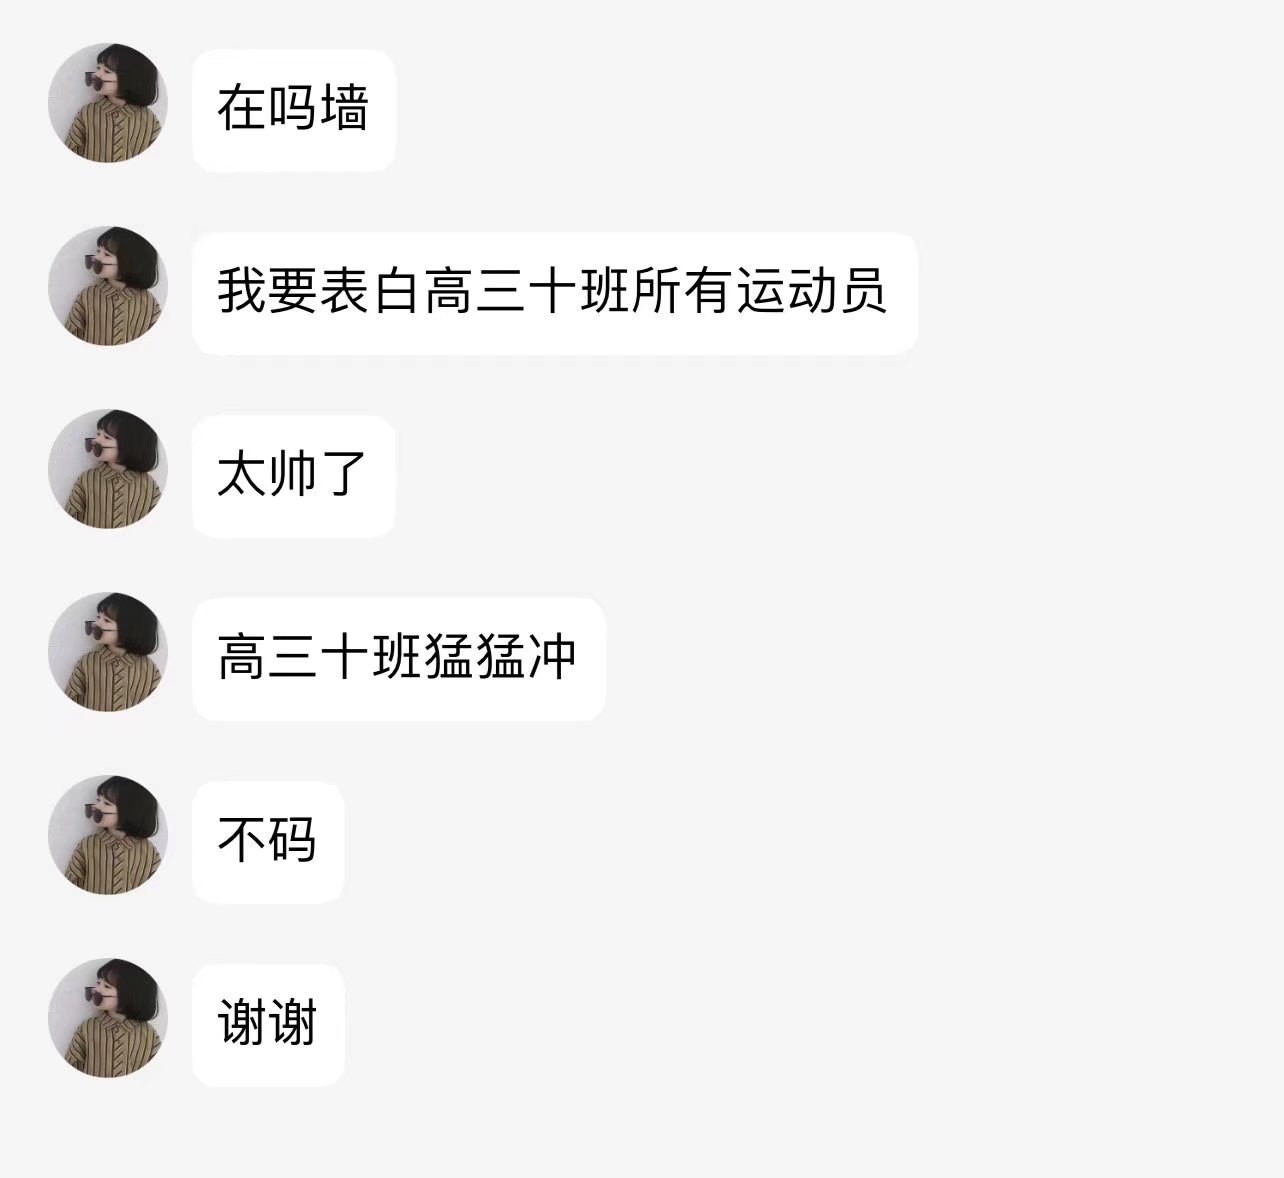 在吗墙
我要表白高三十班所有运动员
太帅了
高三十班猛猛冲
不码
谢谢